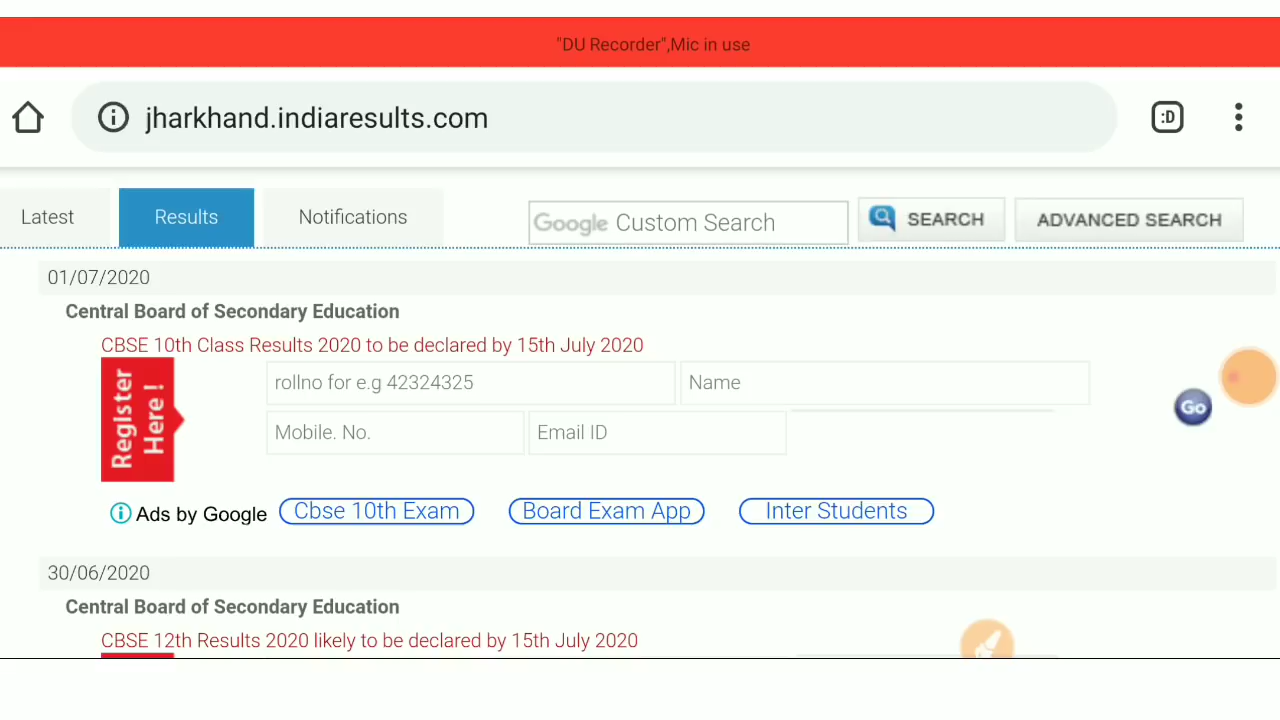 "DU Recorder",Mic in use
jharkhand.indiaresults.com
:D
Latest
Results
Notifications
Google Custom Search
SEARCH
ADVANCED SEARCH
01/07/2020
Central Board of Secondary Education
CBSE 10th Class Results 2020 to be declared by 15th July 2020
Register
Here !
rollno for e.g 42324325
Name
Mobile. No.
Email ID
Go
Ads by Google
Cbse 10th Exam
Board Exam App
Inter Students
30/06/2020
Central Board of Secondary Education
CBSE 12th Results 2020 likely to be declared by 15th July 2020